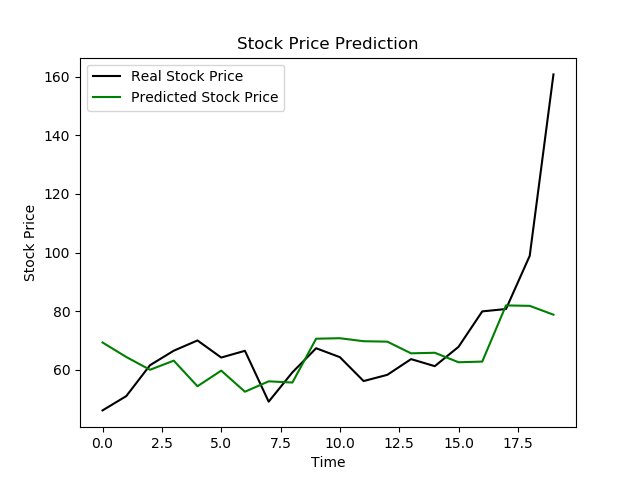 Stock Price Prediction
Real Stock Price
Predicted Stock Price
160
140
120
100
80
60
Stock Price
0.0 2.5 5.0 7.5 10.0 12.5 15.0 17.5
Time